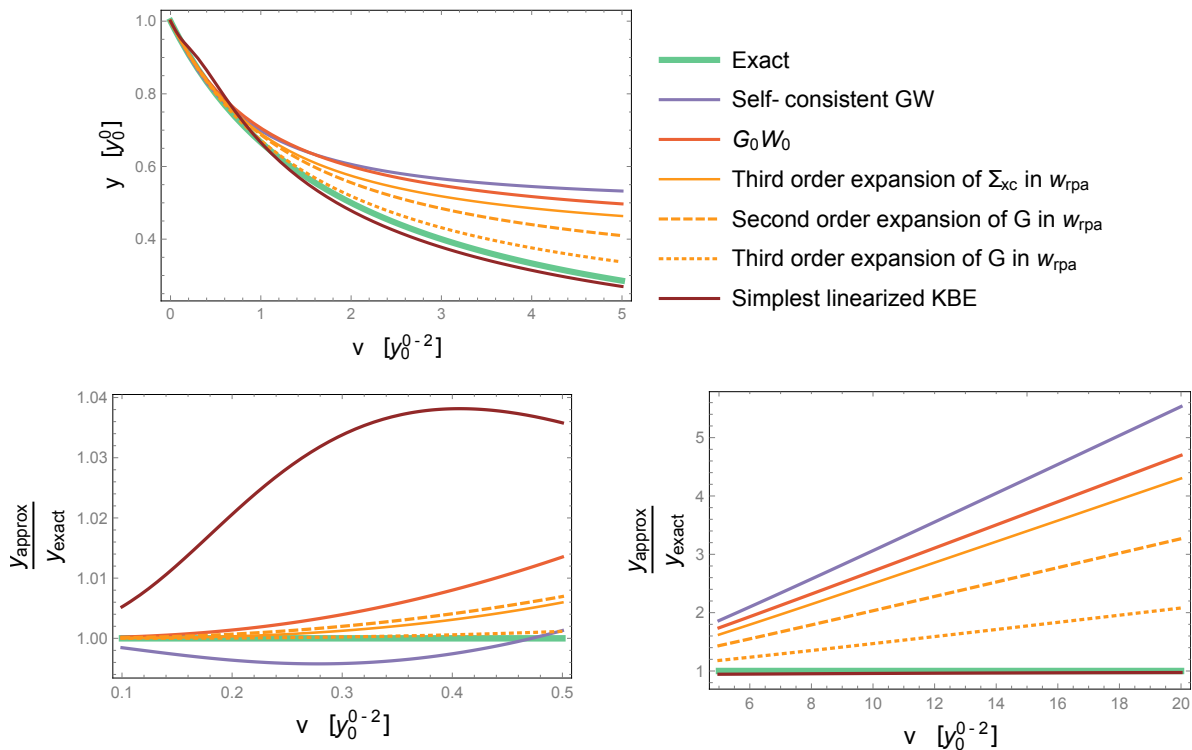 1.0
0.8
0.6
0.4
y [y₀⁰]
0 1 2 3 4 5
v [y₀⁰⁻²]
Exact
Self- consistent GW
G₀W₀
Third order expansion of Σxc in wrpa
Second order expansion of G in wrpa
Third order expansion of G in wrpa
Simplest linearized KBE
1.04
1.03
1.02
1.01
1.00
yapprox
yexact
0.1 0.2 0.3 0.4 0.5
v [y₀⁰⁻²]
5
4
3
2
1
yapprox
yexact
6 8 10 12 14 16 18 20
v [y₀⁰⁻²]